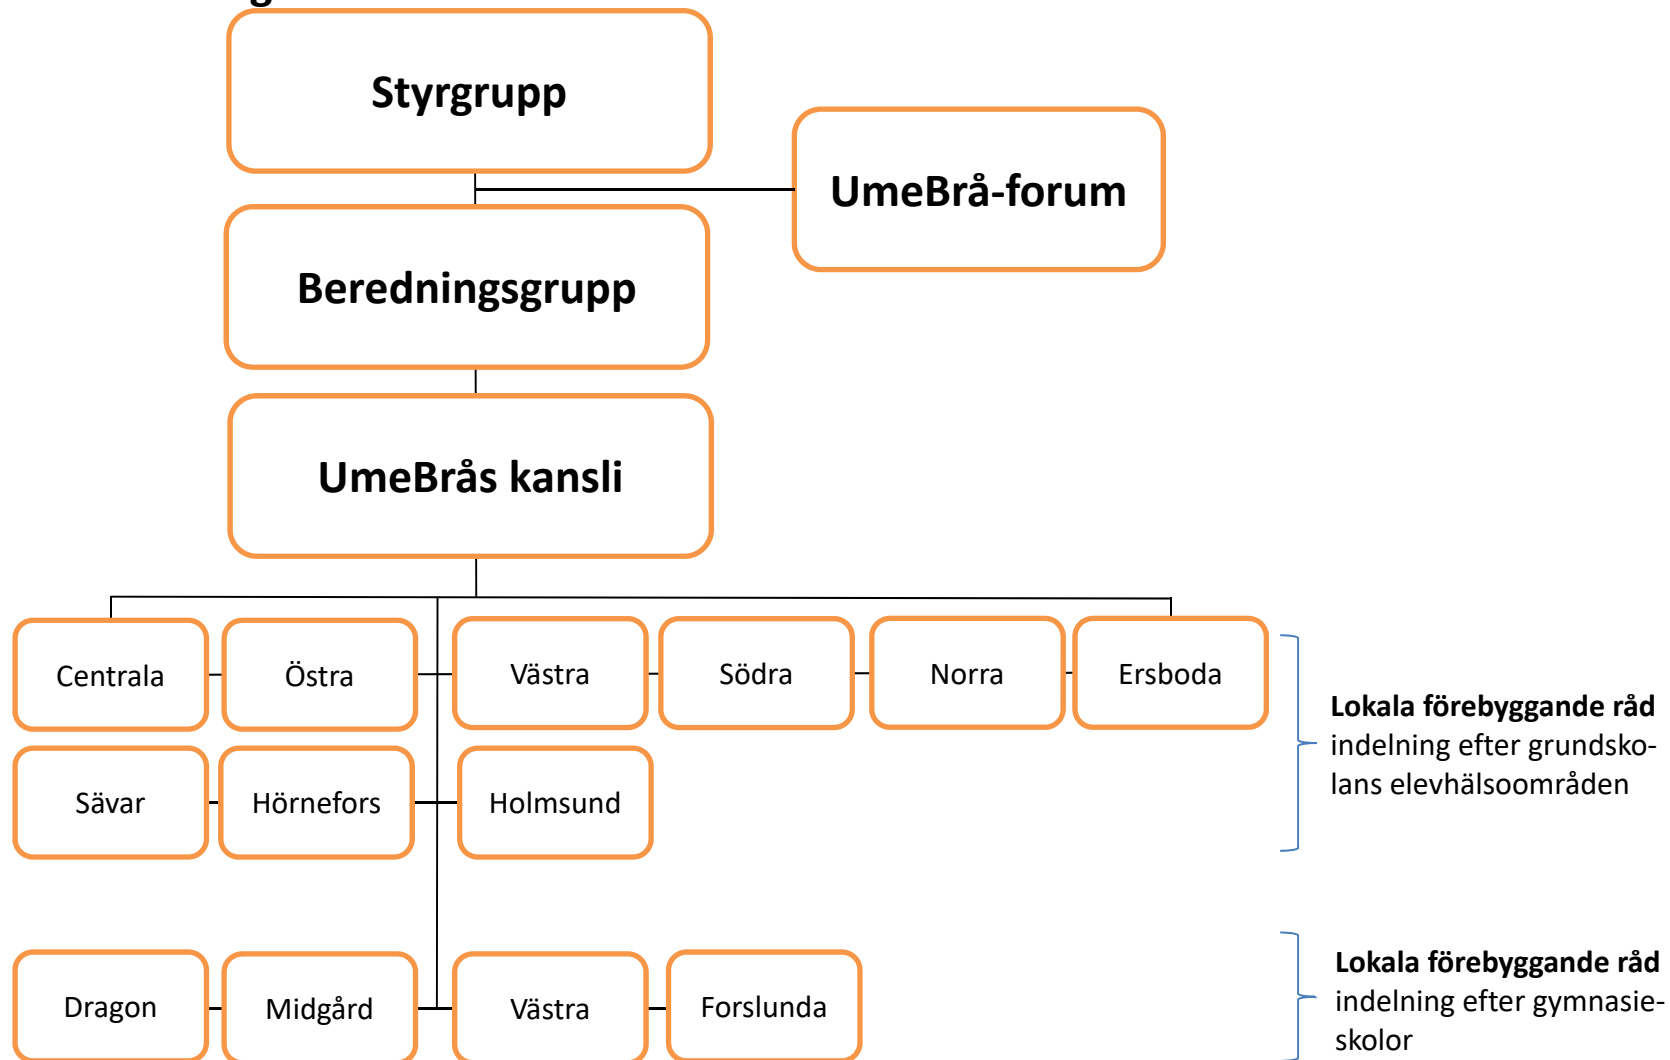 Styrgrupp
UmeBrå-forum
Beredningsgrupp
UmeBrås kansli
Centrala
Östra
Västra
Södra
Norra
Ersboda
Lokala förebyggande råd
indelning efter grundsko-
lans elevhälsoområden
Sävar
Hörnefors
Holmsund
Dragon
Midgård
Västra
Forslunda
Lokala förebyggande råd
indelning efter gymnasie-
skolor